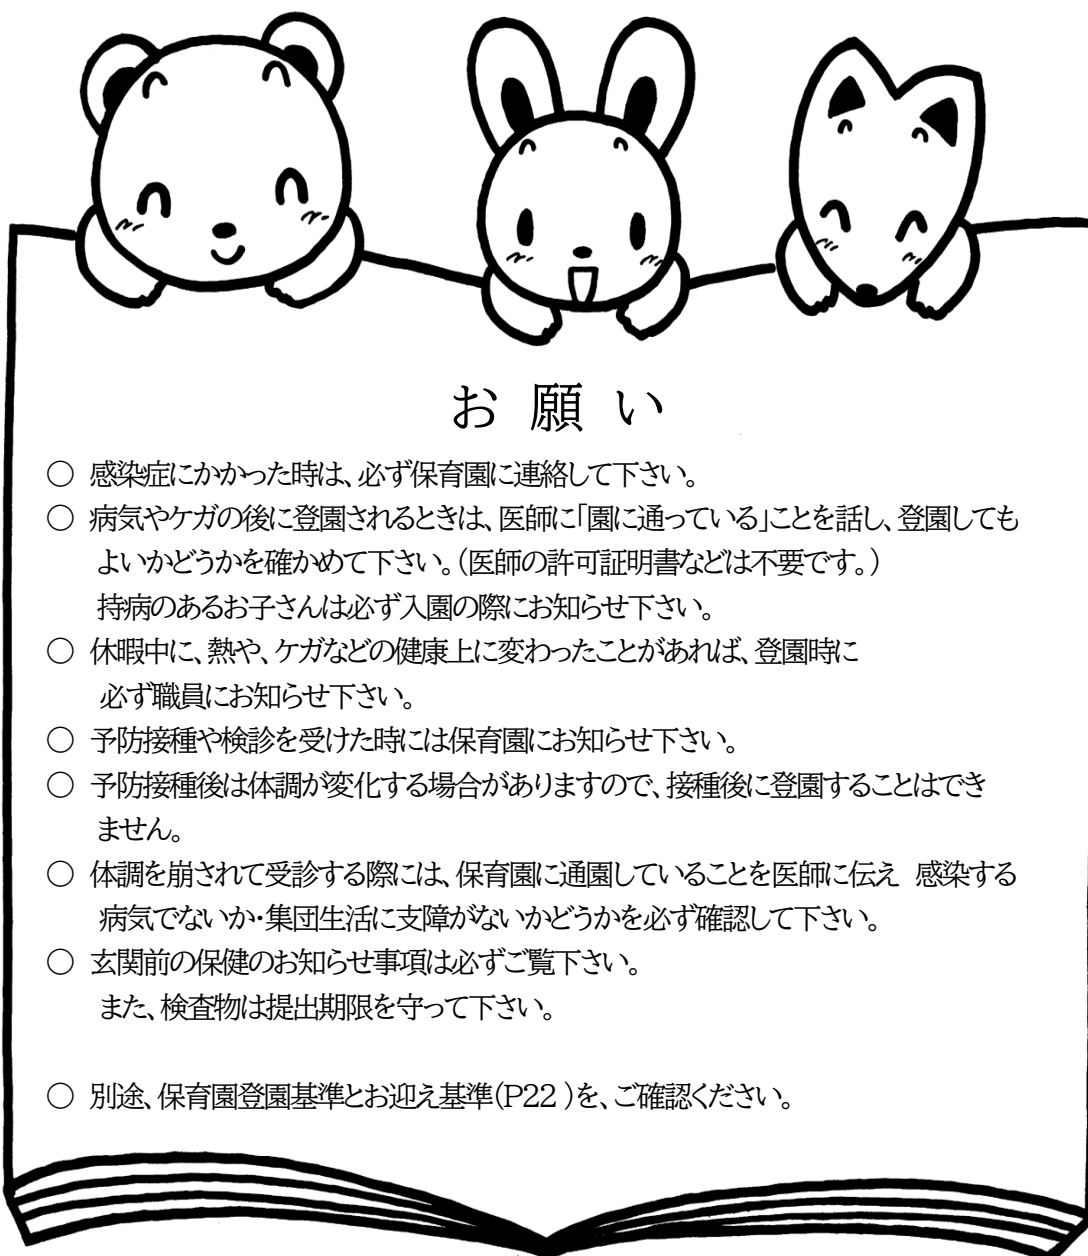 お 願 い
○ 感染症にかかった時は、必ず保育園に連絡して下さい。
○ 病気やケガの後に登園されるときは、医師に「園に通っている」ことを話し、登園しても
よいかどうかを確かめて下さい。(医師の許可証明書などは不要です。)
持病のあるお子さんは必ず入園の際にお知らせ下さい。
○ 休暇中に、熱や、ケガなどの健康上に変わったことがあれば、登園時に
必ず職員にお知らせ下さい。
○ 予防接種や検診を受けた時には保育園にお知らせ下さい。
○ 予防接種後は体調が変化する場合がありますので、接種後に登園することはでき
ません。
○ 体調を崩されて受診する際には、保育園に通園していることを医師に伝え 感染する
病気でないか・集団生活に支障がないかどうかを必ず確認して下さい。
○ 玄関前の保健のお知らせ事項は必ずご覧下さい。
また、検査物は提出期限を守って下さい。
○ 別途、保育園登園基準とお迎え基準(P22 )を、ご確認ください。